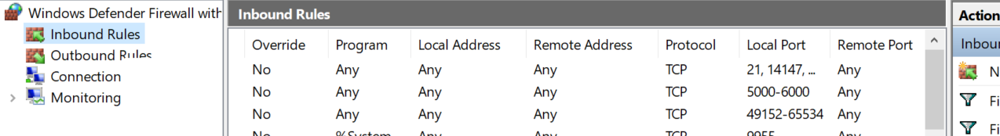 Windows Defender Firewall with
Inbound Rules
Outbound Rules
Connection
Monitoring
Inbound Rules
Override Program Local Address Remote Address Protocol Local Port Remote Port
No Any Any Any TCP 21, 14147, ... Any
No Any Any Any TCP 5000-6000 Any
No Any Any Any TCP 49152-65534 Any
No %System Any Any TCP 9955 Any
Action
Inbour
N
Fi
Fi